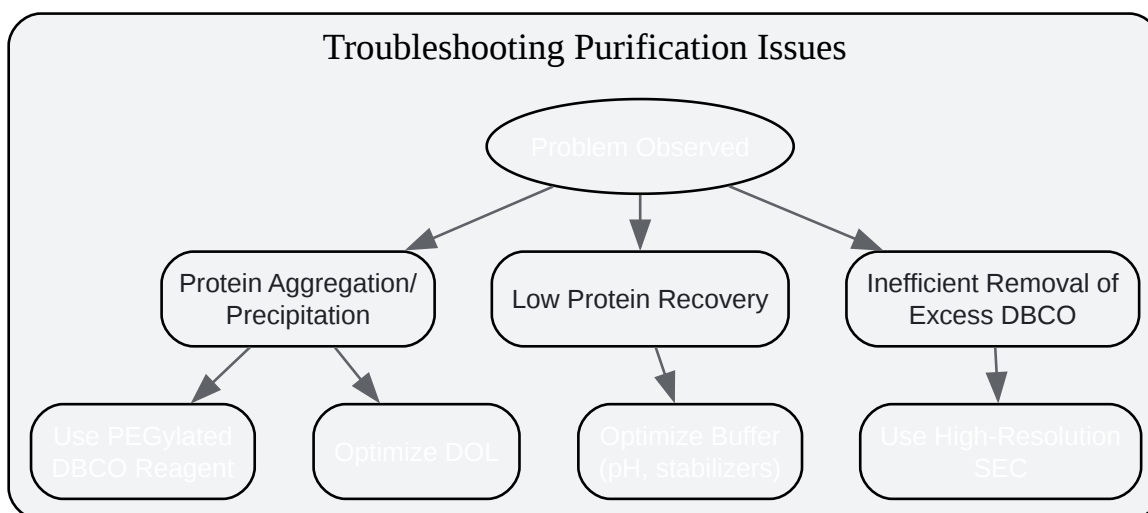 Troubleshooting Purification Issues
Problem Observed
Protein Aggregation/
Precipitation
Low Protein Recovery
Inefficient Removal of
Excess DBCO
Use PEGylated
DBCO Reagent
Optimize DOL
Optimize Buffer
(pH, stabilizers)
Use High-Resolution
SEC